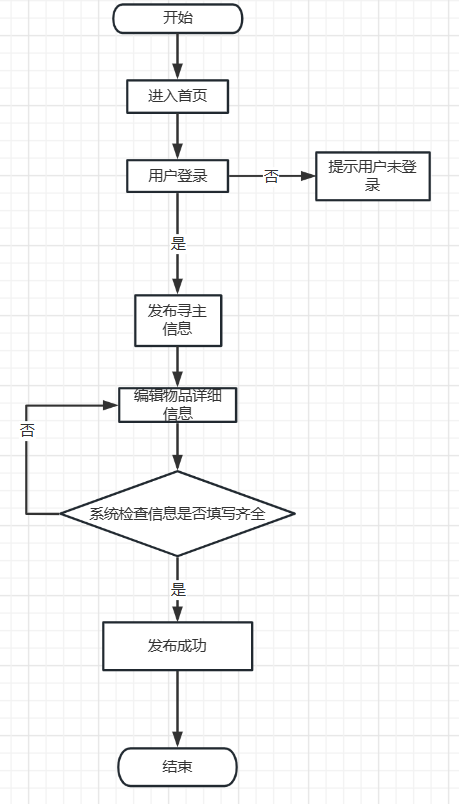 开始
进入首页
用户登录
否
提示用户未登
录
是
发布寻主
信息
编辑物品详细
信息
否
系统检查信息是否填写齐全
是
发布成功
结束